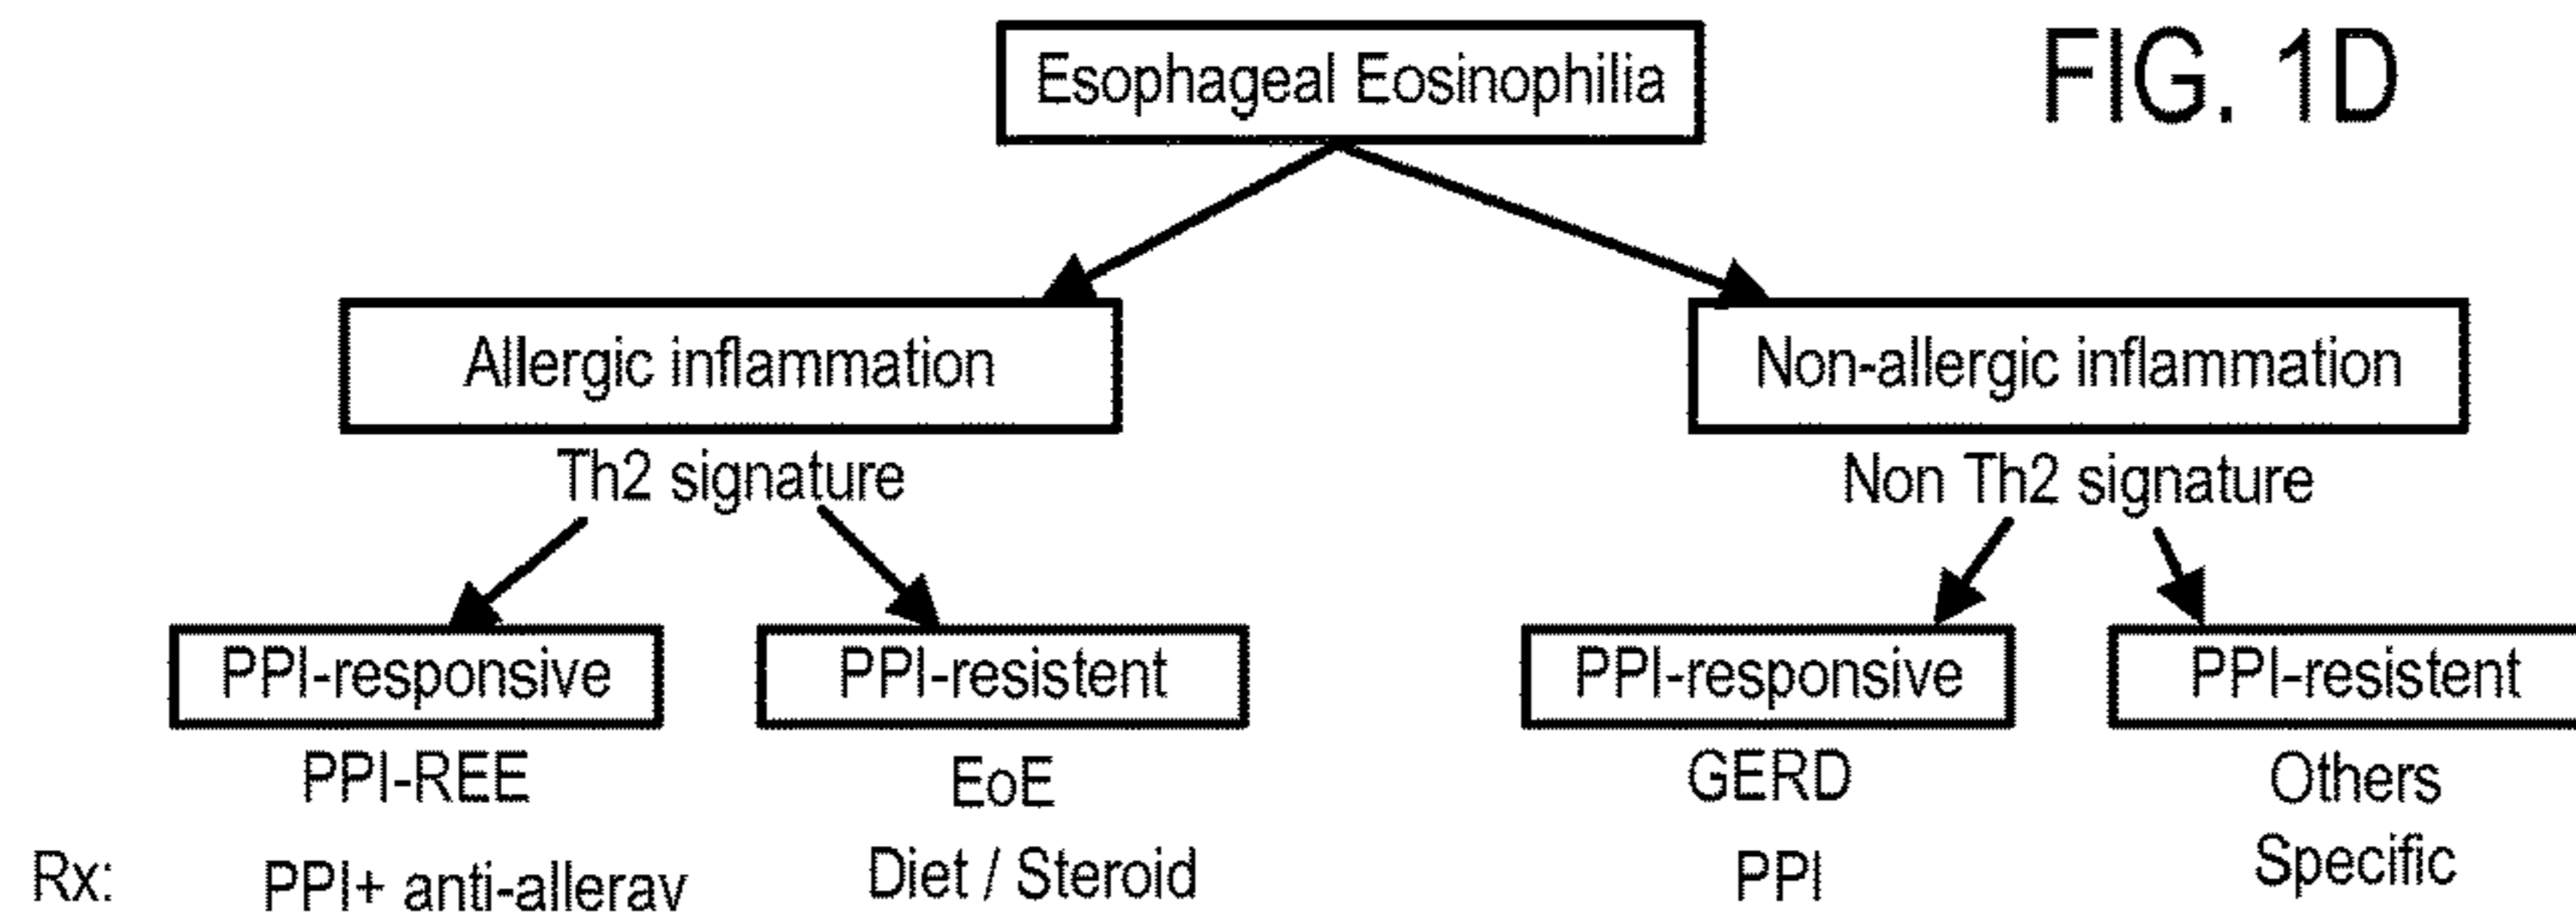 FIG. 1D
Esophageal Eosinophilia
Allergic inflammation
Non-allergic inflammation
Th2 signature
Non Th2 signature
PPI-responsive
PPI-resistent
PPI-responsive
PPI-resistent
PPI-REE
EoE
GERD
Others
Rx:
PPI+ anti-allerav
Diet / Steroid
PPI
Specific